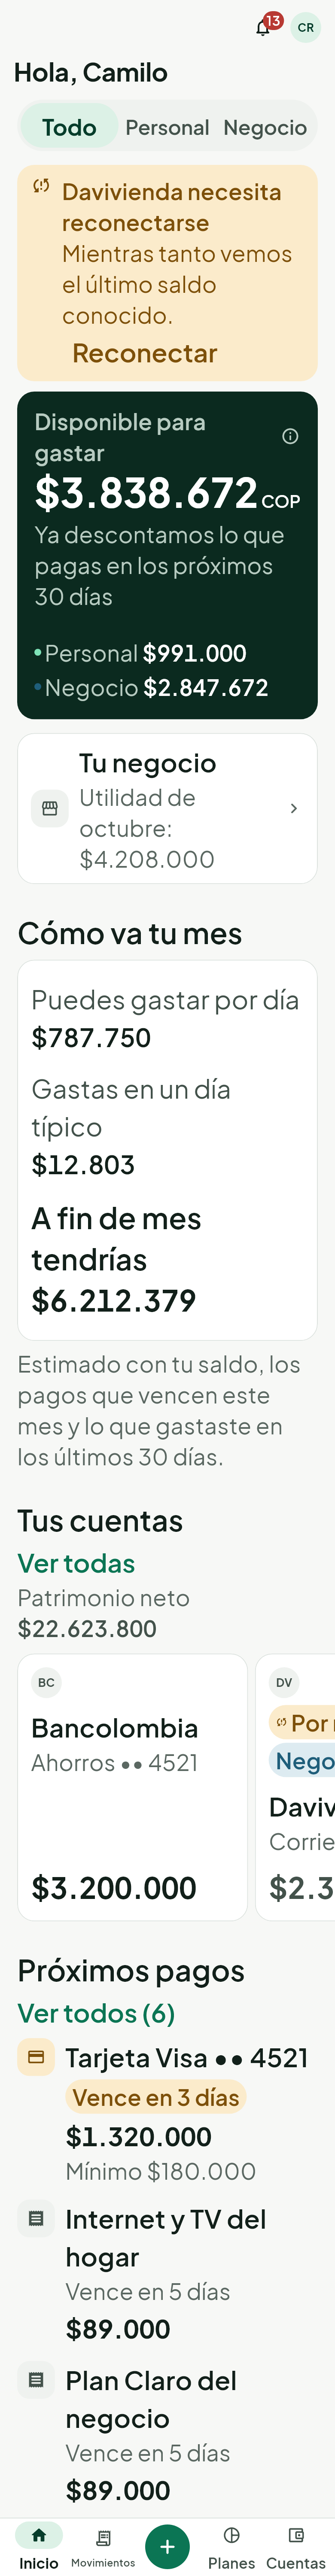 13
CR
Hola, Camilo
Todo
Personal
Negocio
Davivienda necesita
reconectarse
Mientras tanto vemos
el último saldo
conocido.
Reconectar
Disponible para
gastar
$3.838.672 COP
Ya descontamos lo que
pagas en los próximos
30 días
Personal $991.000
Negocio $2.847.672
Tu negocio
Utilidad de
octubre:
$4.208.000
Cómo va tu mes
Puedes gastar por día
$787.750
Gastas en un día
típico
$12.803
A fin de mes
tendrías
$6.212.379
Estimado con tu saldo, los
pagos que vencen este
mes y lo que gastaste en
los últimos 30 días.
Tus cuentas
Ver todas
Patrimonio neto
$22.623.800
BC
Bancolombia
Ahorros •• 4521
$3.200.000
DV
Por
Nego
Daviv
Corrie
$2.3
Próximos pagos
Ver todos (6)
Tarjeta Visa •• 4521
Vence en 3 días
$1.320.000
Mínimo $180.000
Internet y TV del
hogar
Vence en 5 días
$89.000
Plan Claro del
negocio
Vence en 5 días
$89.000
Inicio
Movimientos
Planes
Cuentas